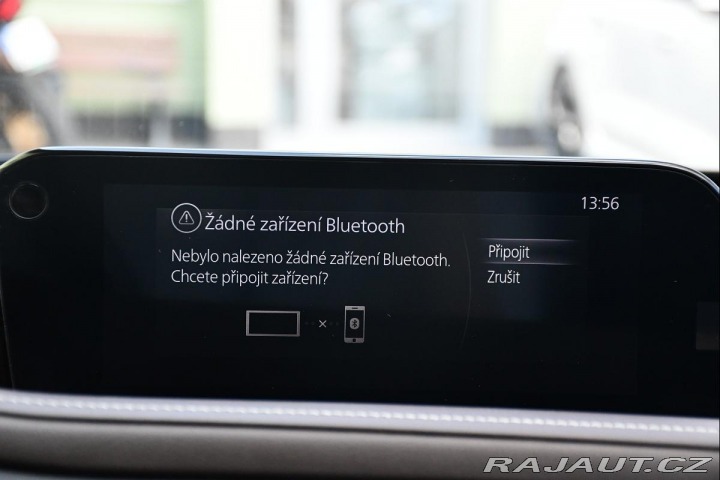 13:56
Žádné zařízení Bluetooth
Nebylo nalezeno žádné zařízení Bluetooth.
Chcete připojit zařízení?
Připojit
Zrušit
RAJAUT.CZ